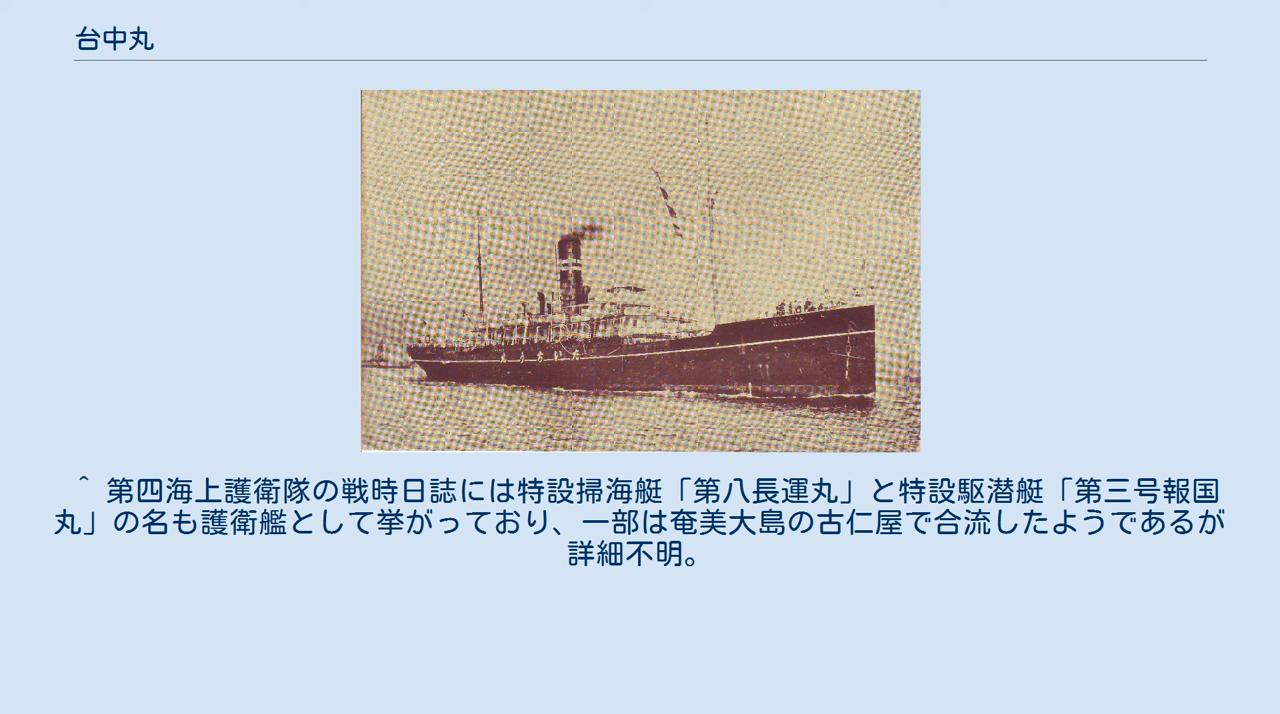 台中丸
^ 第四海上護衛隊の戦時日誌には特設掃海艇「第八長運丸」と特設駆潜艇「第三号報国
丸」の名も護衛艦として挙がっており、一部は奄美大島の古仁屋で合流したようであるが
詳細不明。